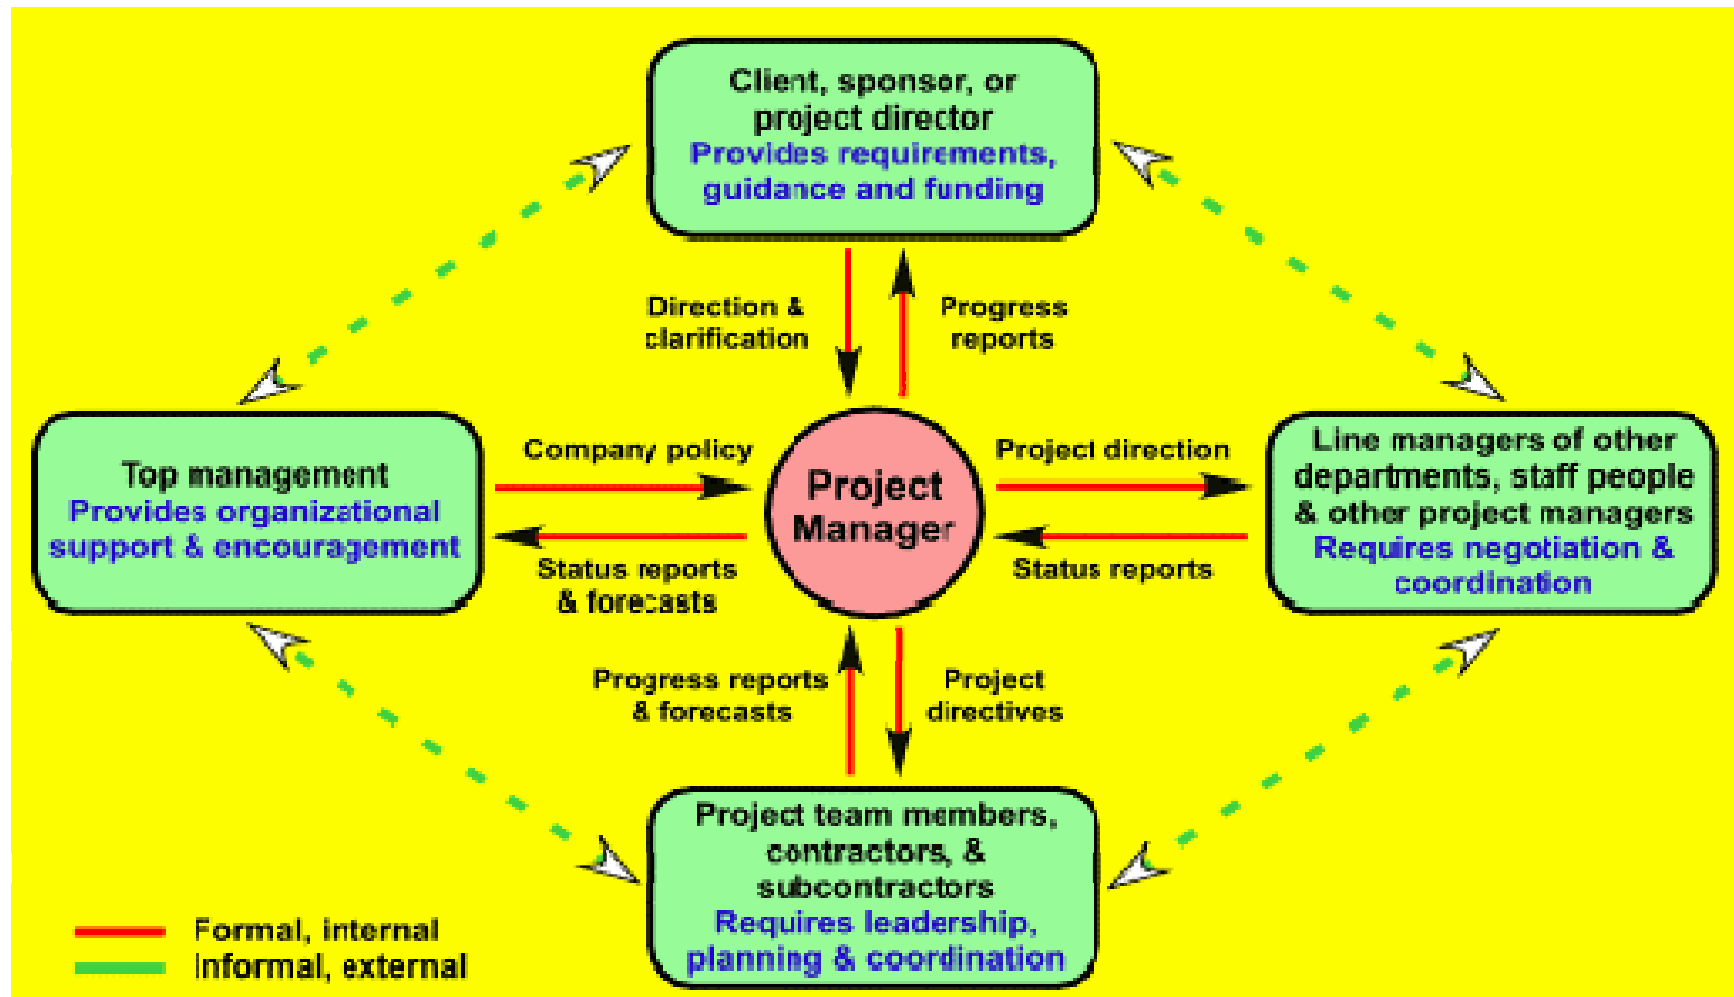 Client, sponsor, or
project director
Provides requirements,
guidance and funding
Direction &
clarification
Progress
reports
Top management
Provides organizational
support & encouragement
Company policy
Status reports
& forecasts
Project
Manager
Project direction
Status reports
Line managers of other
departments, staff people
& other project managers
Requires negotiation &
coordination
Progress reports
& forecasts
Project
directives
Project team members,
contractors, &
subcontractors
Requires leadership,
planning & coordination
Formal, internal
Informal, external